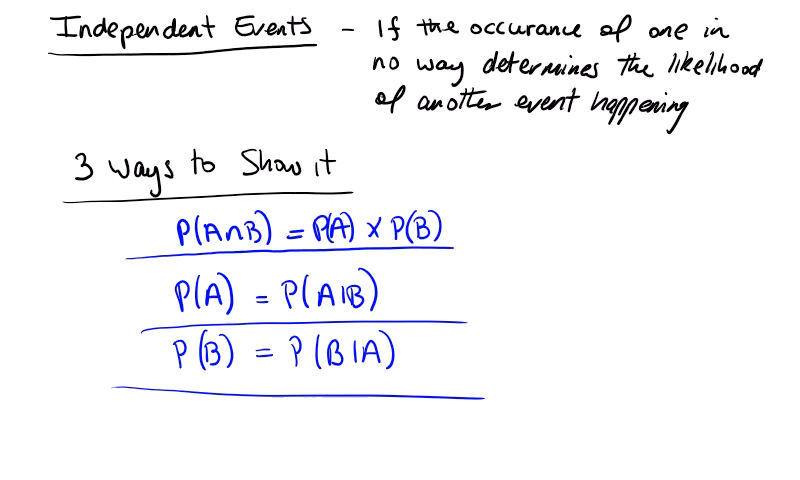 Independent Events - If the occurance of one in
no way determines the likelihood
of another event happening
3 Ways to Show it
P(A∩B) = P(A) × P(B)
P(A) = P(A|B)
P(B) = P(B|A)